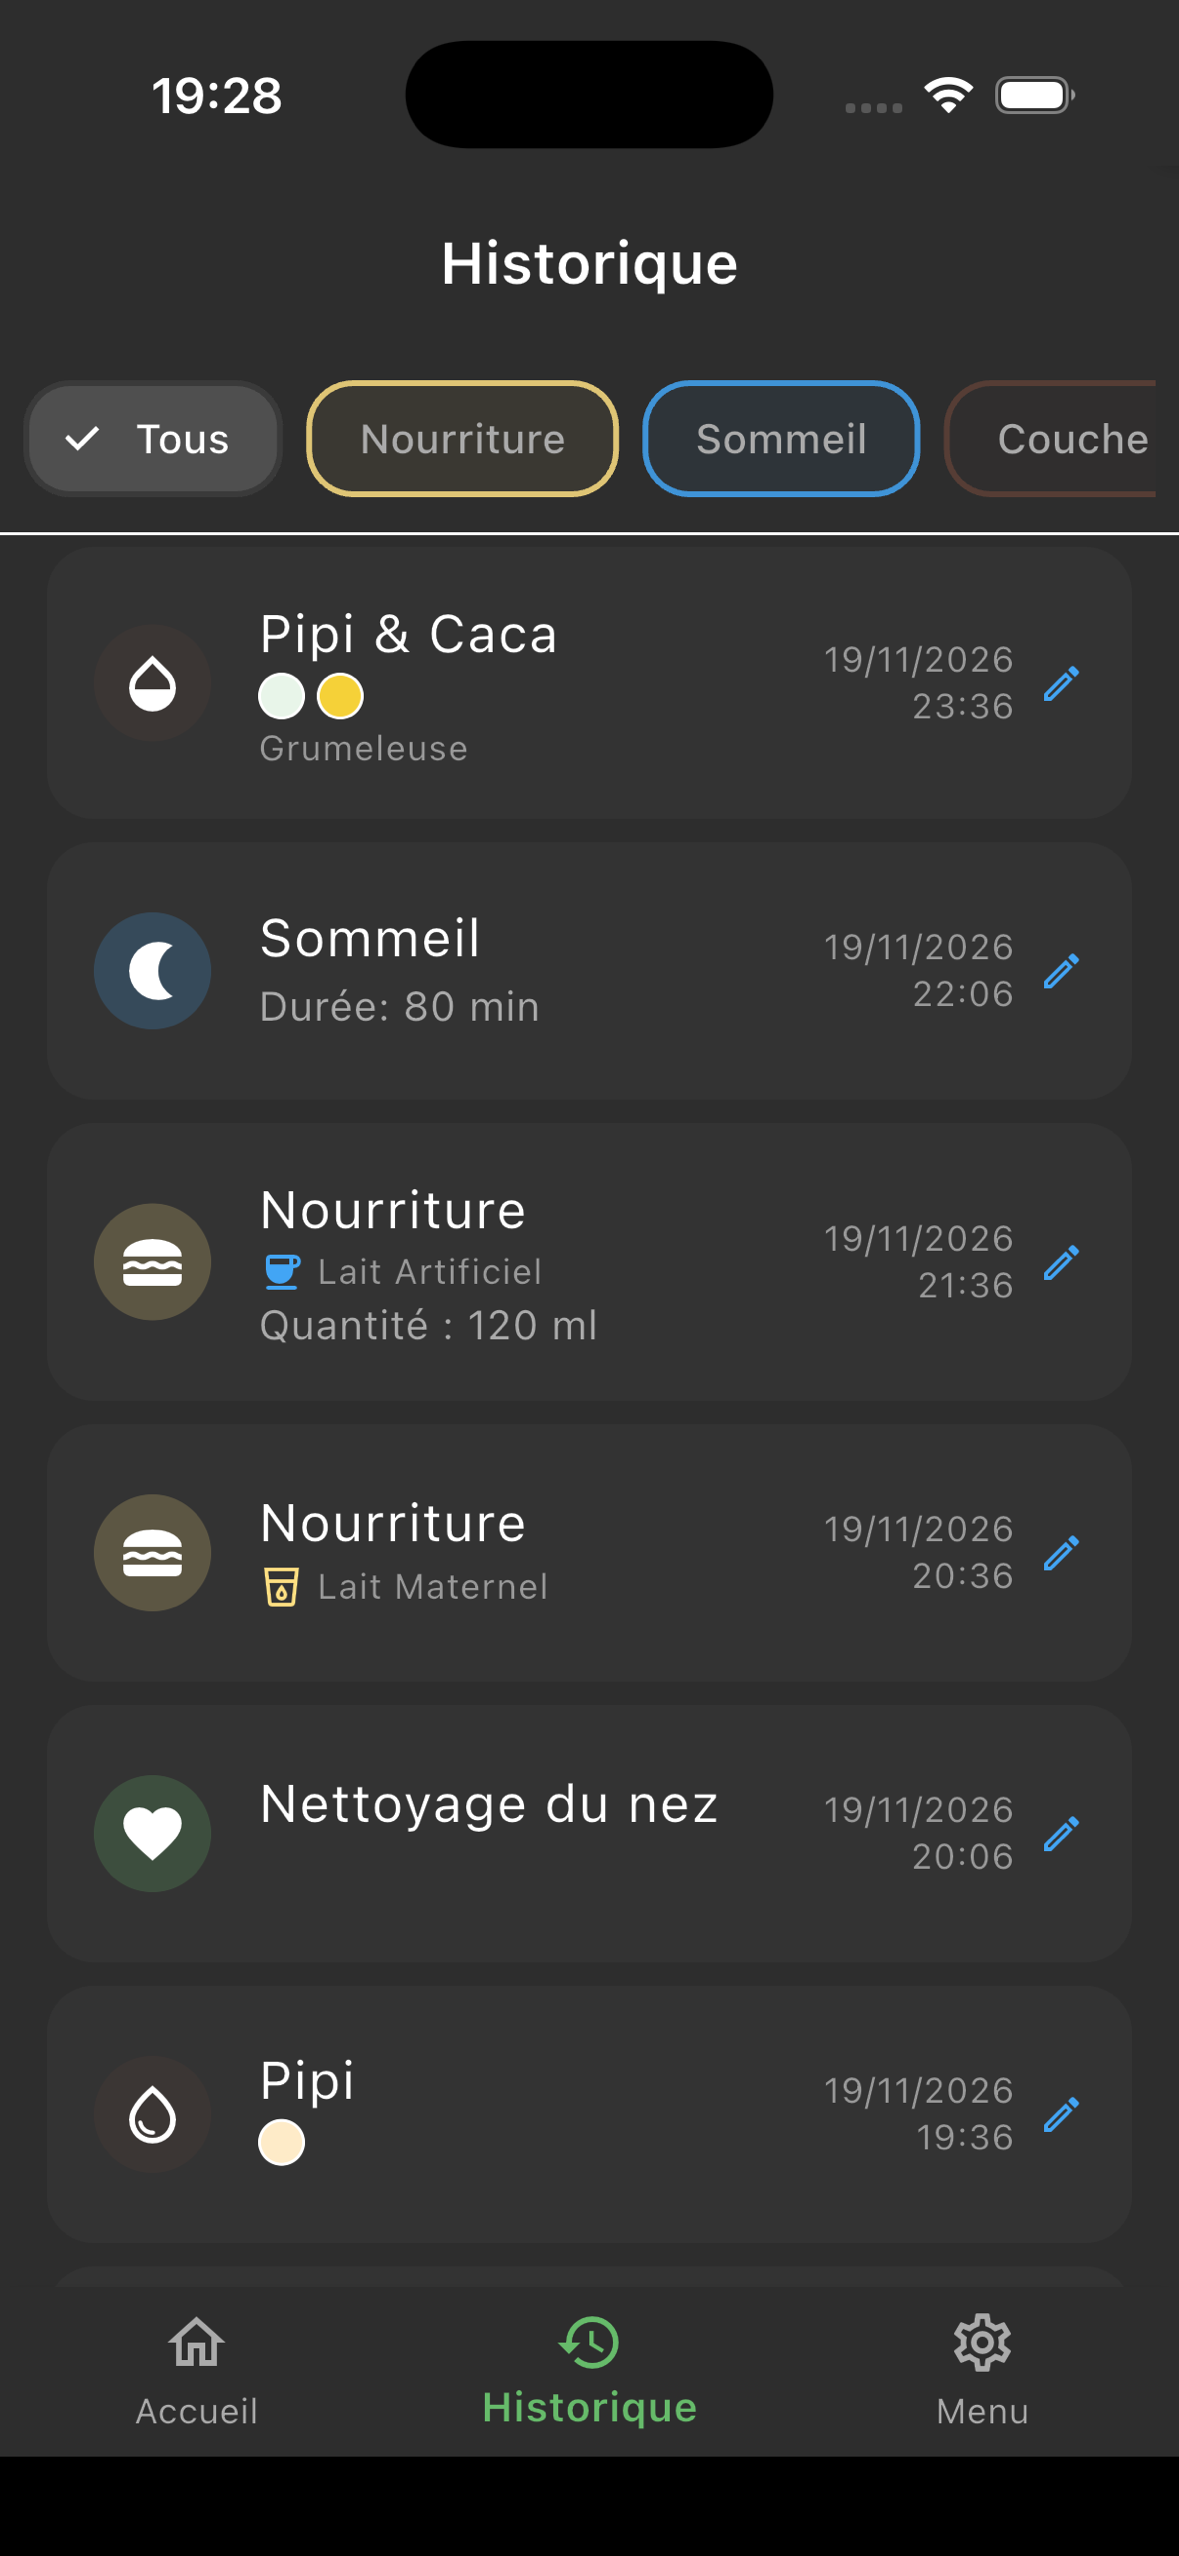 19:28
Historique
Tous
Nourriture
Sommeil
Couche
Pipi & Caca
Grumeleuse
19/11/2026
23:36
Sommeil
Durée: 80 min
19/11/2026
22:06
Nourriture
Lait Artificiel
Quantité : 120 ml
19/11/2026
21:36
Nourriture
Lait Maternel
19/11/2026
20:36
Nettoyage du nez
19/11/2026
20:06
Pipi
19/11/2026
19:36
Accueil
Historique
Menu